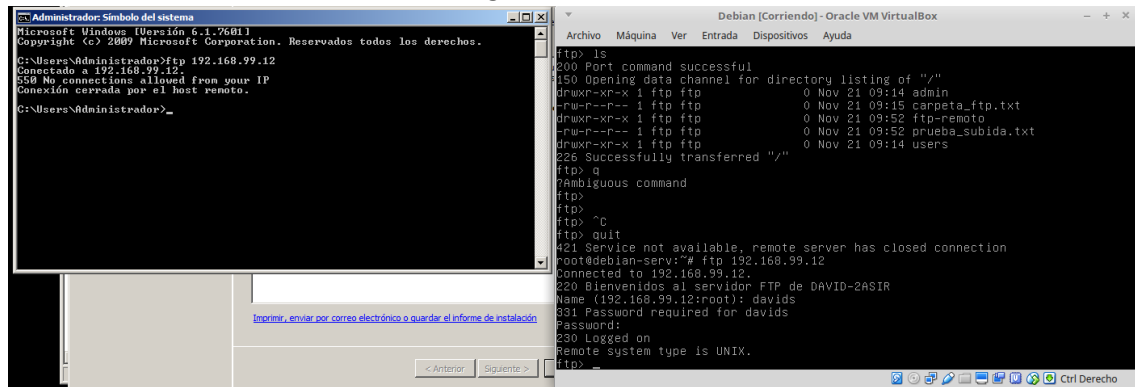 Administrador: Símbolo del sistema
Microsoft Windows [Versión 6.1.7601]
Copyright (c) 2009 Microsoft Corporation. Reservados todos los derechos.
C:\Users\Administrador>ftp 192.168.99.12
Conectado a 192.168.99.12.
550 No connections allowed from your IP
Conexión cerrada por el host remoto.
C:\Users\Administrador>_
Imprimir, enviar por correo electrónico o guardar el informe de instalación
< Anterior
Siguiente >
Debian [Corriendo] - Oracle VM VirtualBox
Archivo Máquina Ver Entrada Dispositivos Ayuda
ftp> ls
200 Port command successful
150 Opening data channel for directory listing of "/"
drwxr-xr-x 1 ftp ftp 0 Nov 21 09:14 admin
-rw-r--r-- 1 ftp ftp 0 Nov 21 09:15 carpeta_ftp.txt
drwxr-xr-x 1 ftp ftp 0 Nov 21 09:52 ftp-remoto
-rw-r--r-- 1 ftp ftp 0 Nov 21 09:52 prueba_subida.txt
drwxr-xr-x 1 ftp ftp 0 Nov 21 09:14 users
226 Successfully transferred "/"
ftp> q
?Ambiguous command
ftp>
ftp>
ftp> ^C
ftp> quit
421 Service not available, remote server has closed connection
root@debian-serv:~# ftp 192.168.99.12
Connected to 192.168.99.12.
220 Bienvenidos al servidor FTP de DAVID-2ASIR
Name (192.168.99.12:root): davids
331 Password required for davids
Password:
230 Logged on
Remote system type is UNIX.
ftp> _
Ctrl Derecho